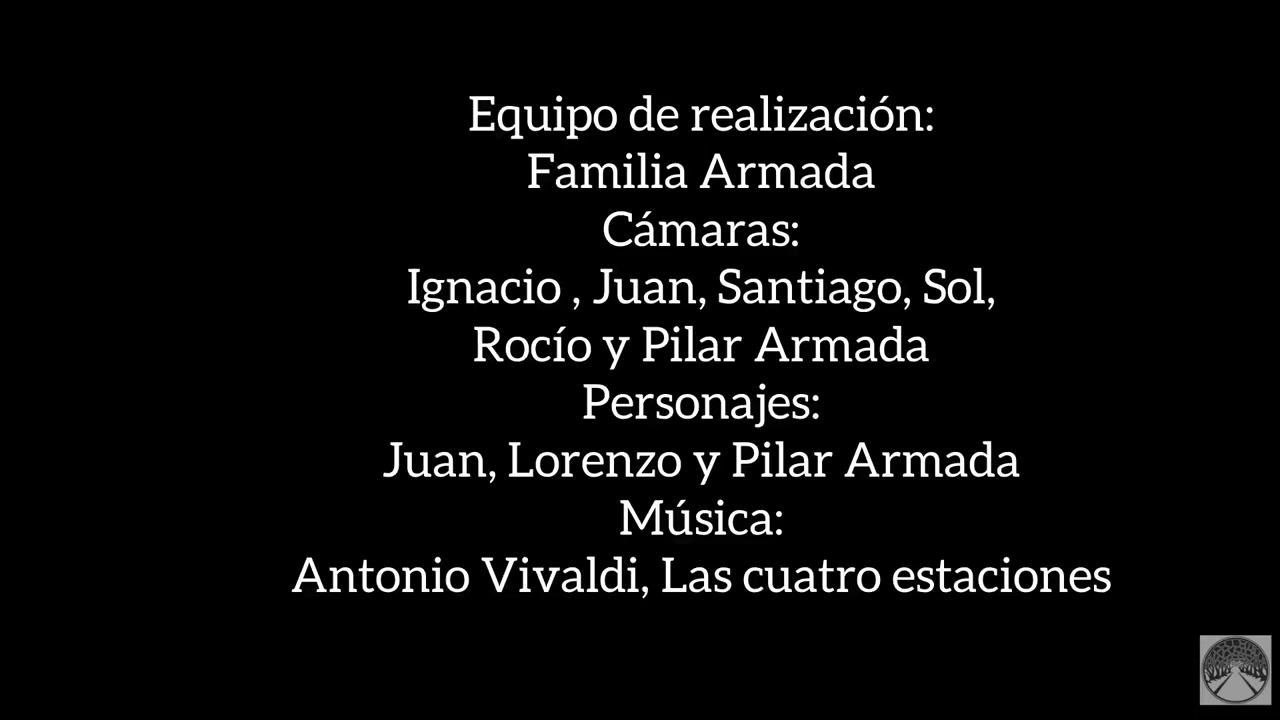 Equipo de realización:
Familia Armada
Cámaras:
Ignacio , Juan, Santiago, Sol,
Rocío y Pilar Armada
Personajes:
Juan, Lorenzo y Pilar Armada
Música:
Antonio Vivaldi, Las cuatro estaciones